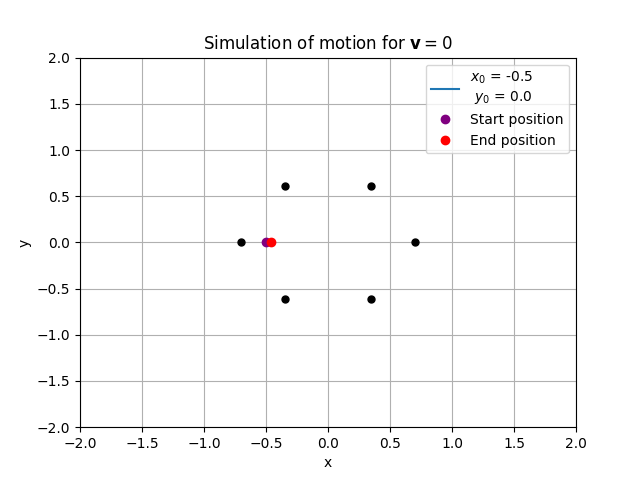 Simulation of motion for v = 0
x₀ = -0.5
y₀ = 0.0
Start position
End position
2.0
1.5
1.0
0.5
0.0
−0.5
−1.0
−1.5
−2.0
y
−2.0 −1.5 −1.0 −0.5 0.0 0.5 1.0 1.5 2.0
x